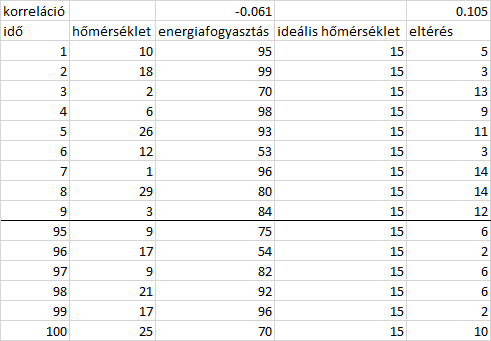 korreláció -0.061 0.105
idő hőmérséklet energiafogyasztás ideális hőmérséklet eltérés
1 10 95 15 5
2 18 99 15 3
3 2 70 15 13
4 6 98 15 9
5 26 93 15 11
6 12 53 15 3
7 1 96 15 14
8 29 80 15 14
9 3 84 15 12
95 9 75 15 6
96 17 54 15 2
97 9 82 15 6
98 21 92 15 6
99 17 96 15 2
100 25 70 15 10